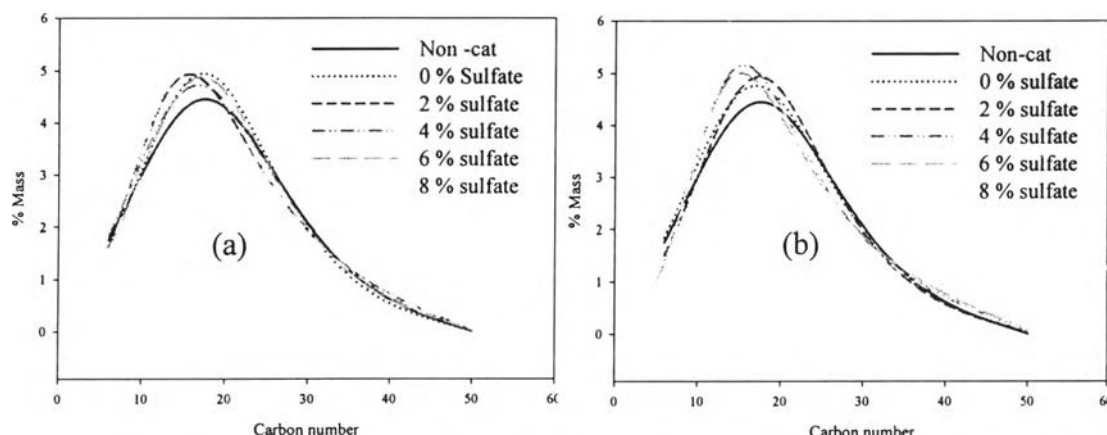 6
5
4
3
2
1
0
% Mass
0
10
20
30
40
50
Carbon number
Non -cat
0 % Sulfate
2 % sulfate
4 % sulfate
6 % sulfate
8 % sulfate
(a)
6
5
4
3
2
1
0
% Mass
0
10
20
30
40
50
60
Carbon number
Non-cat
0 % sulfate
2 % sulfate
4 % sulfate
6 % sulfate
8 % sulfate
(b)